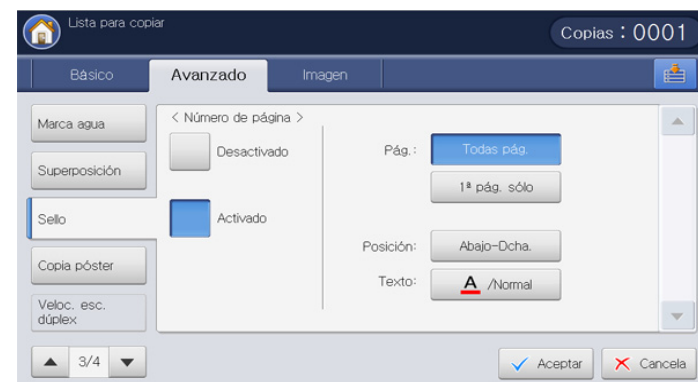 Lista para copiar
Copias : 0001
Básico
Avanzado
Imagen
Marca agua
Superposición
Sello
Copia póster
Veloc. esc.
dúplex
3/4
< Número de página >
Desactivado
Activado
Pág. :
Todas pág.
1ª pág. sólo
Posición:
Abajo-Dcha.
Texto:
A /Normal
Aceptar
Cancela